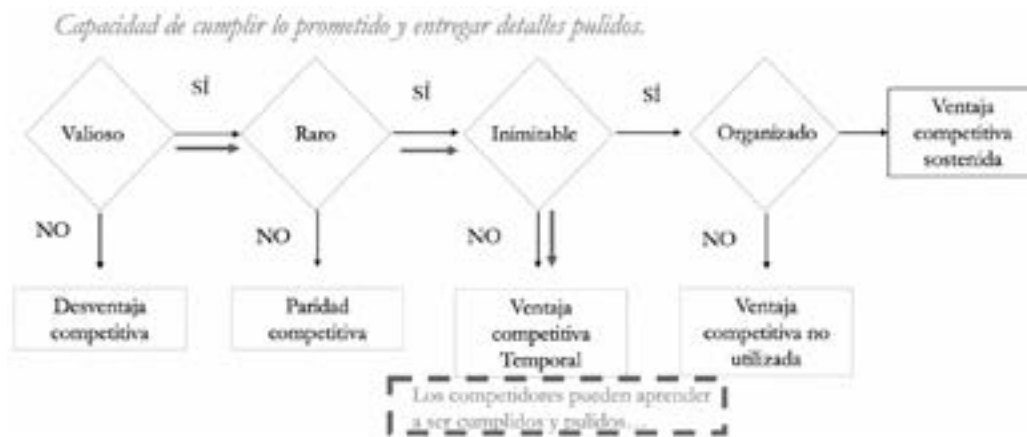 Capacidad de cumplir lo prometido y entregar detalles pulidos.
SÍ
SÍ
SÍ
Valioso
Raro
Inimitable
Organizado
Ventaja
competitiva
sostenida
NO
NO
NO
NO
Desventaja
competitiva
Paridad
competitiva
Ventaja
competitiva
Temporal
Ventaja
competitiva no
utilizada
Los competidores pueden aprender
a ser cumplidos y pulidos…